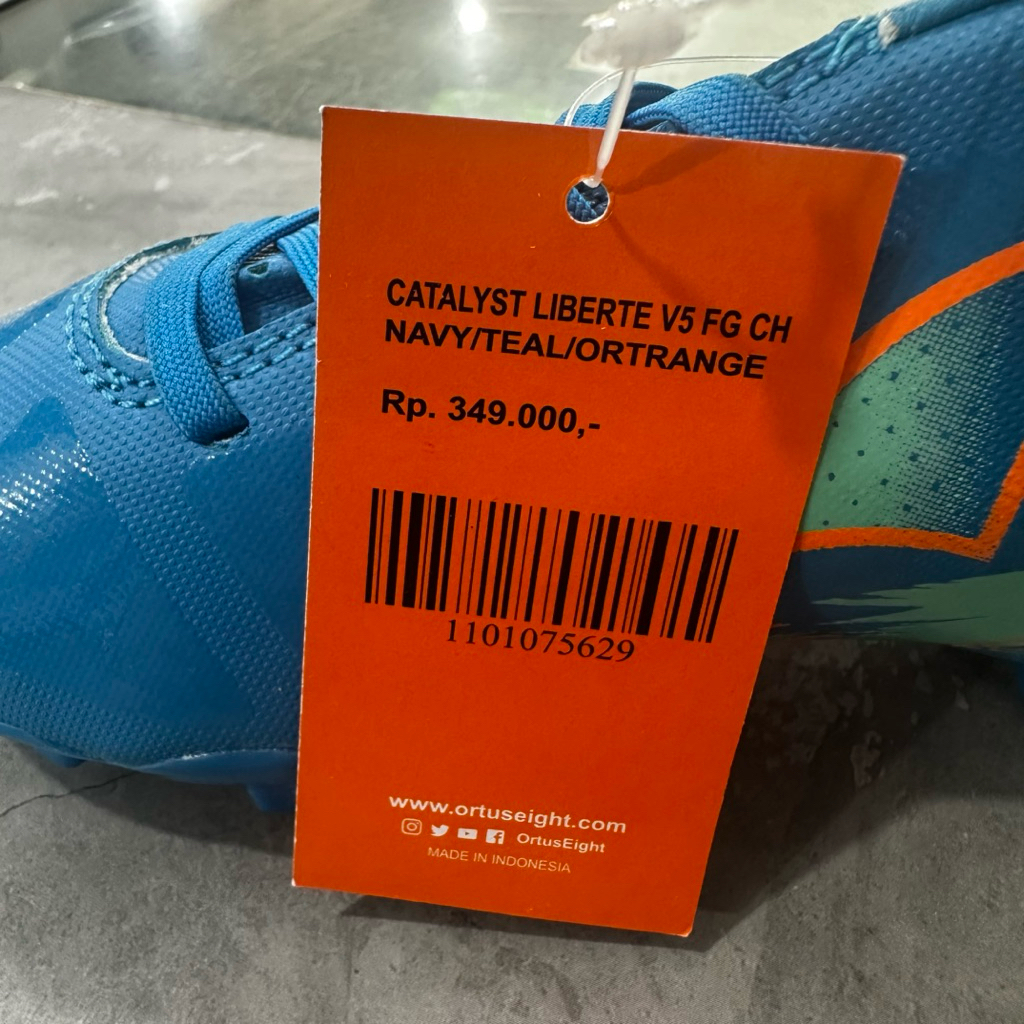 CATALYST LIBERTE V5 FG CH
NAVY/TEAL/ORTRANGE
Rp. 349.000,-
1101075629
www.ortuseight.com
OrtusEight
MADE IN INDONESIA